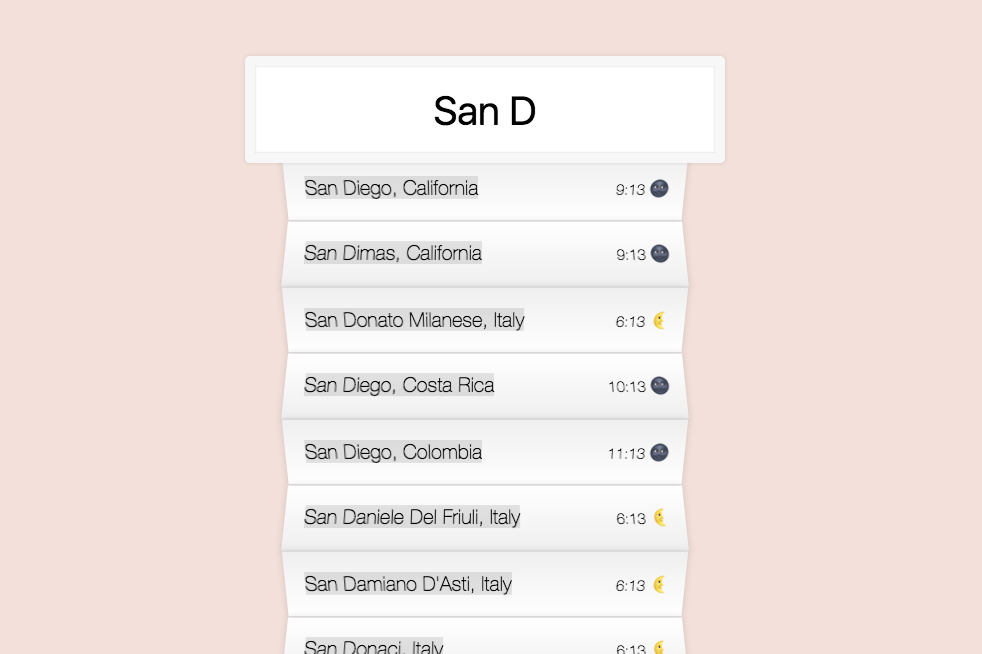 San D
San Diego, California 9:13
San Dimas, California 9:13
San Donato Milanese, Italy 6:13
San Diego, Costa Rica 10:13
San Diego, Colombia 11:13
San Daniele Del Friuli, Italy 6:13
San Damiano D'Asti, Italy 6:13
San Donaci, Italy 6:13